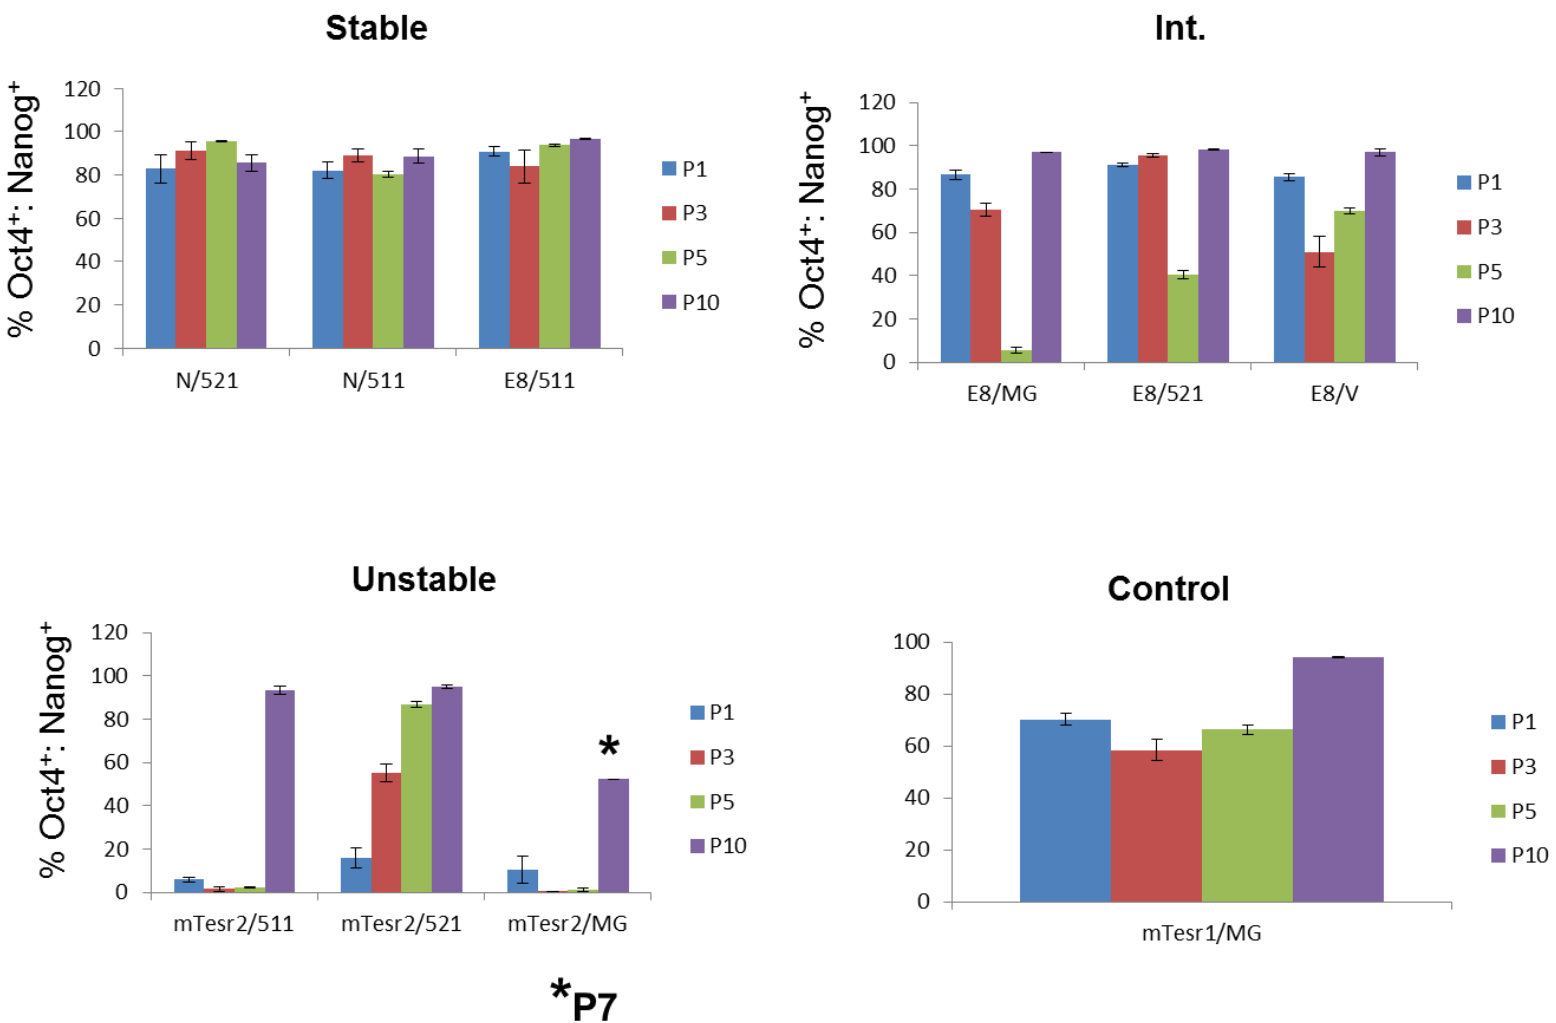 Stable
% Oct4⁺: Nanog⁺
120
100
80
60
40
20
0
N/521
N/511
E8/511
P1
P3
P5
P10
Int.
% Oct4⁺: Nanog⁺
120
100
80
60
40
20
0
E8/MG
E8/521
E8/V
P1
P3
P5
P10
Unstable
% Oct4⁺: Nanog⁺
120
100
80
60
40
20
0
*
mTesr2/511
mTesr2/521
mTesr2/MG
P1
P3
P5
P10
*P7
Control
100
80
60
40
20
0
mTesr1/MG
P1
P3
P5
P10